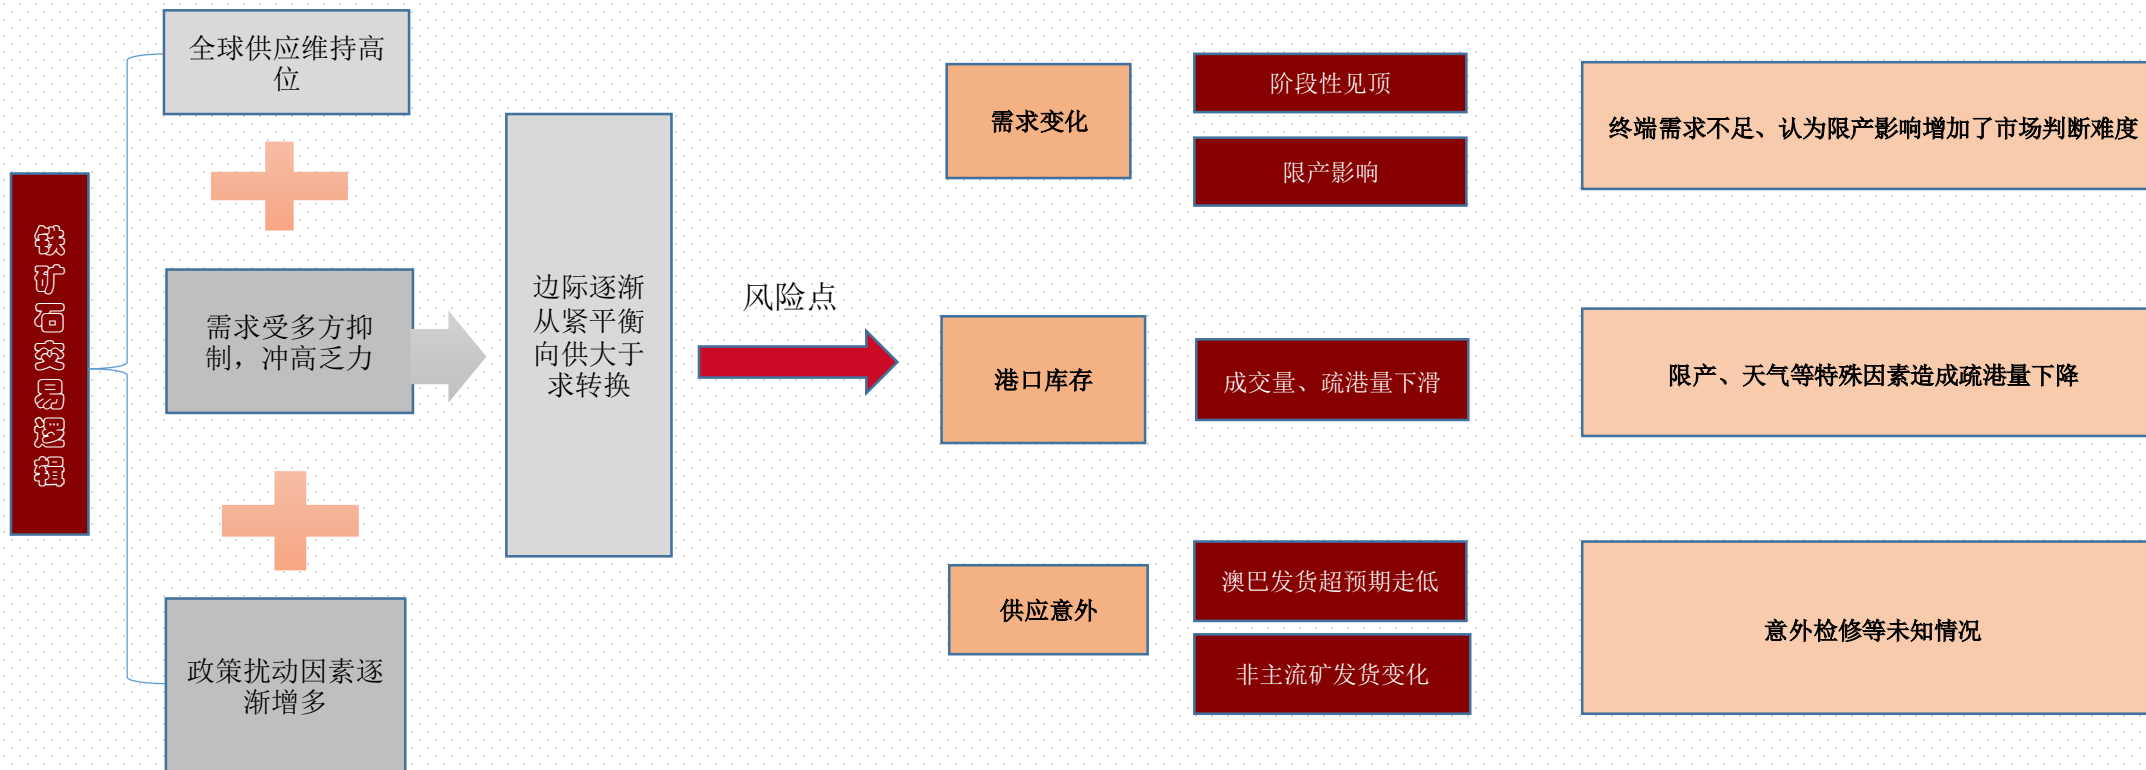 铁矿石交易逻辑
全球供应维持高
位
需求受多方抑
制，冲高乏力
政策扰动因素逐
渐增多
边际逐渐
从紧平衡
向供大于
求转换
风险点
需求变化
阶段性见顶
限产影响
终端需求不足、认为限产影响增加了市场判断难度
港口库存
成交量、疏港量下滑
限产、天气等特殊因素造成疏港量下降
供应意外
澳巴发货超预期走低
非主流矿发货变化
意外检修等未知情况